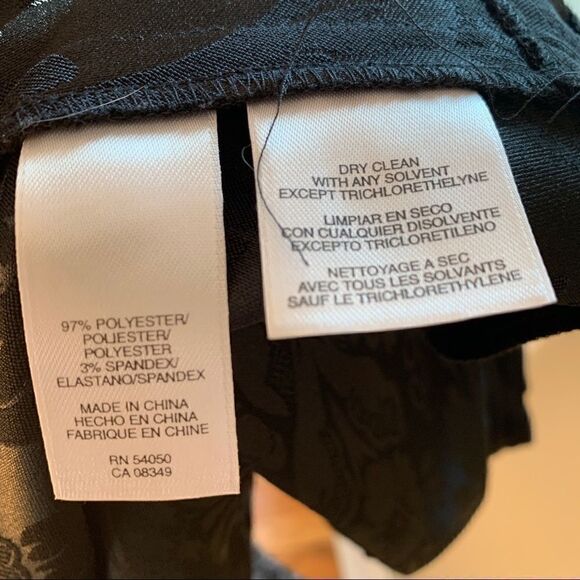 97% POLYESTER/
POLIESTER/
POLYESTER
3% SPANDEX/
ELASTANO/SPANDEX
MADE IN CHINA
HECHO EN CHINA
FABRIQUE EN CHINE
RN 54050
CA 08349
DRY CLEAN
WITH ANY SOLVENT
EXCEPT TRICHLORETHELYNE
LIMPIAR EN SECO
CON CUALQUIER DISOLVENTE
EXCEPTO TRICLORETILENO
NETTOYAGE A SEC
AVEC TOUS LES SOLVANTS
SAUF LE TRICHLORETHYLENE